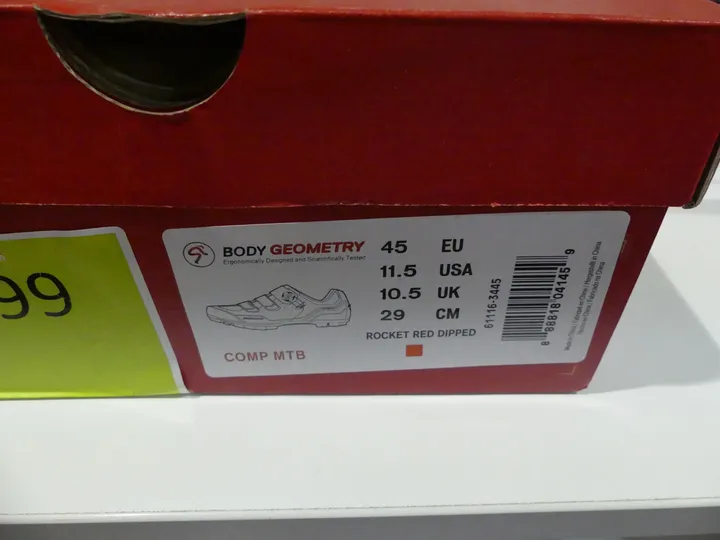 99
BODY GEOMETRY
Ergonomically Designed and Scientifically Tested
45 EU
11.5 USA
10.5 UK
29 CM
ROCKET RED DIPPED
COMP MTB
61116-3445
8 88818 04145 9